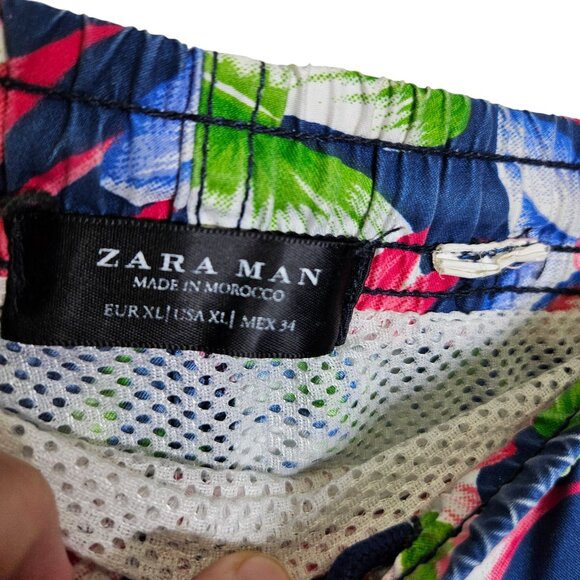 ZARA MAN
MADE IN MOROCCO
EUR XL | USA XL | MEX 34